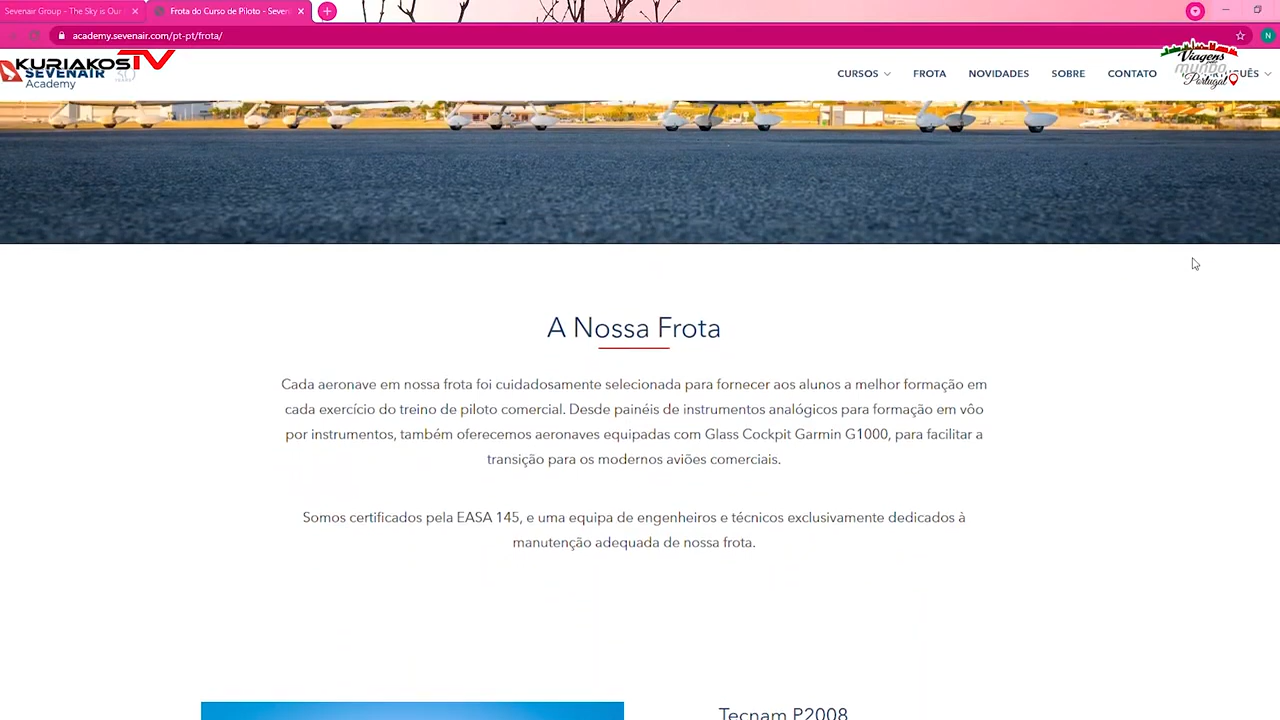 Sevenair Group - The Sky is Our
Frota do Curso de Piloto - Seven
academy.sevenair.com/pt-pt/frota/
N
KURIAKOS TV
SEVENAIR
Academy
CURSOS
FROTA
NOVIDADES
SOBRE
CONTATO
Viagens
mundo
Portugal
A Nossa Frota
Cada aeronave em nossa frota foi cuidadosamente selecionada para fornecer aos alunos a melhor formação em
cada exercício do treino de piloto comercial. Desde painéis de instrumentos analógicos para formação em vôo
por instrumentos, também oferecemos aeronaves equipadas com Glass Cockpit Garmin G1000, para facilitar a
transição para os modernos aviões comerciais.
Somos certificados pela EASA 145, e uma equipa de engenheiros e técnicos exclusivamente dedicados à
manutenção adequada de nossa frota.
Tecnam P2008